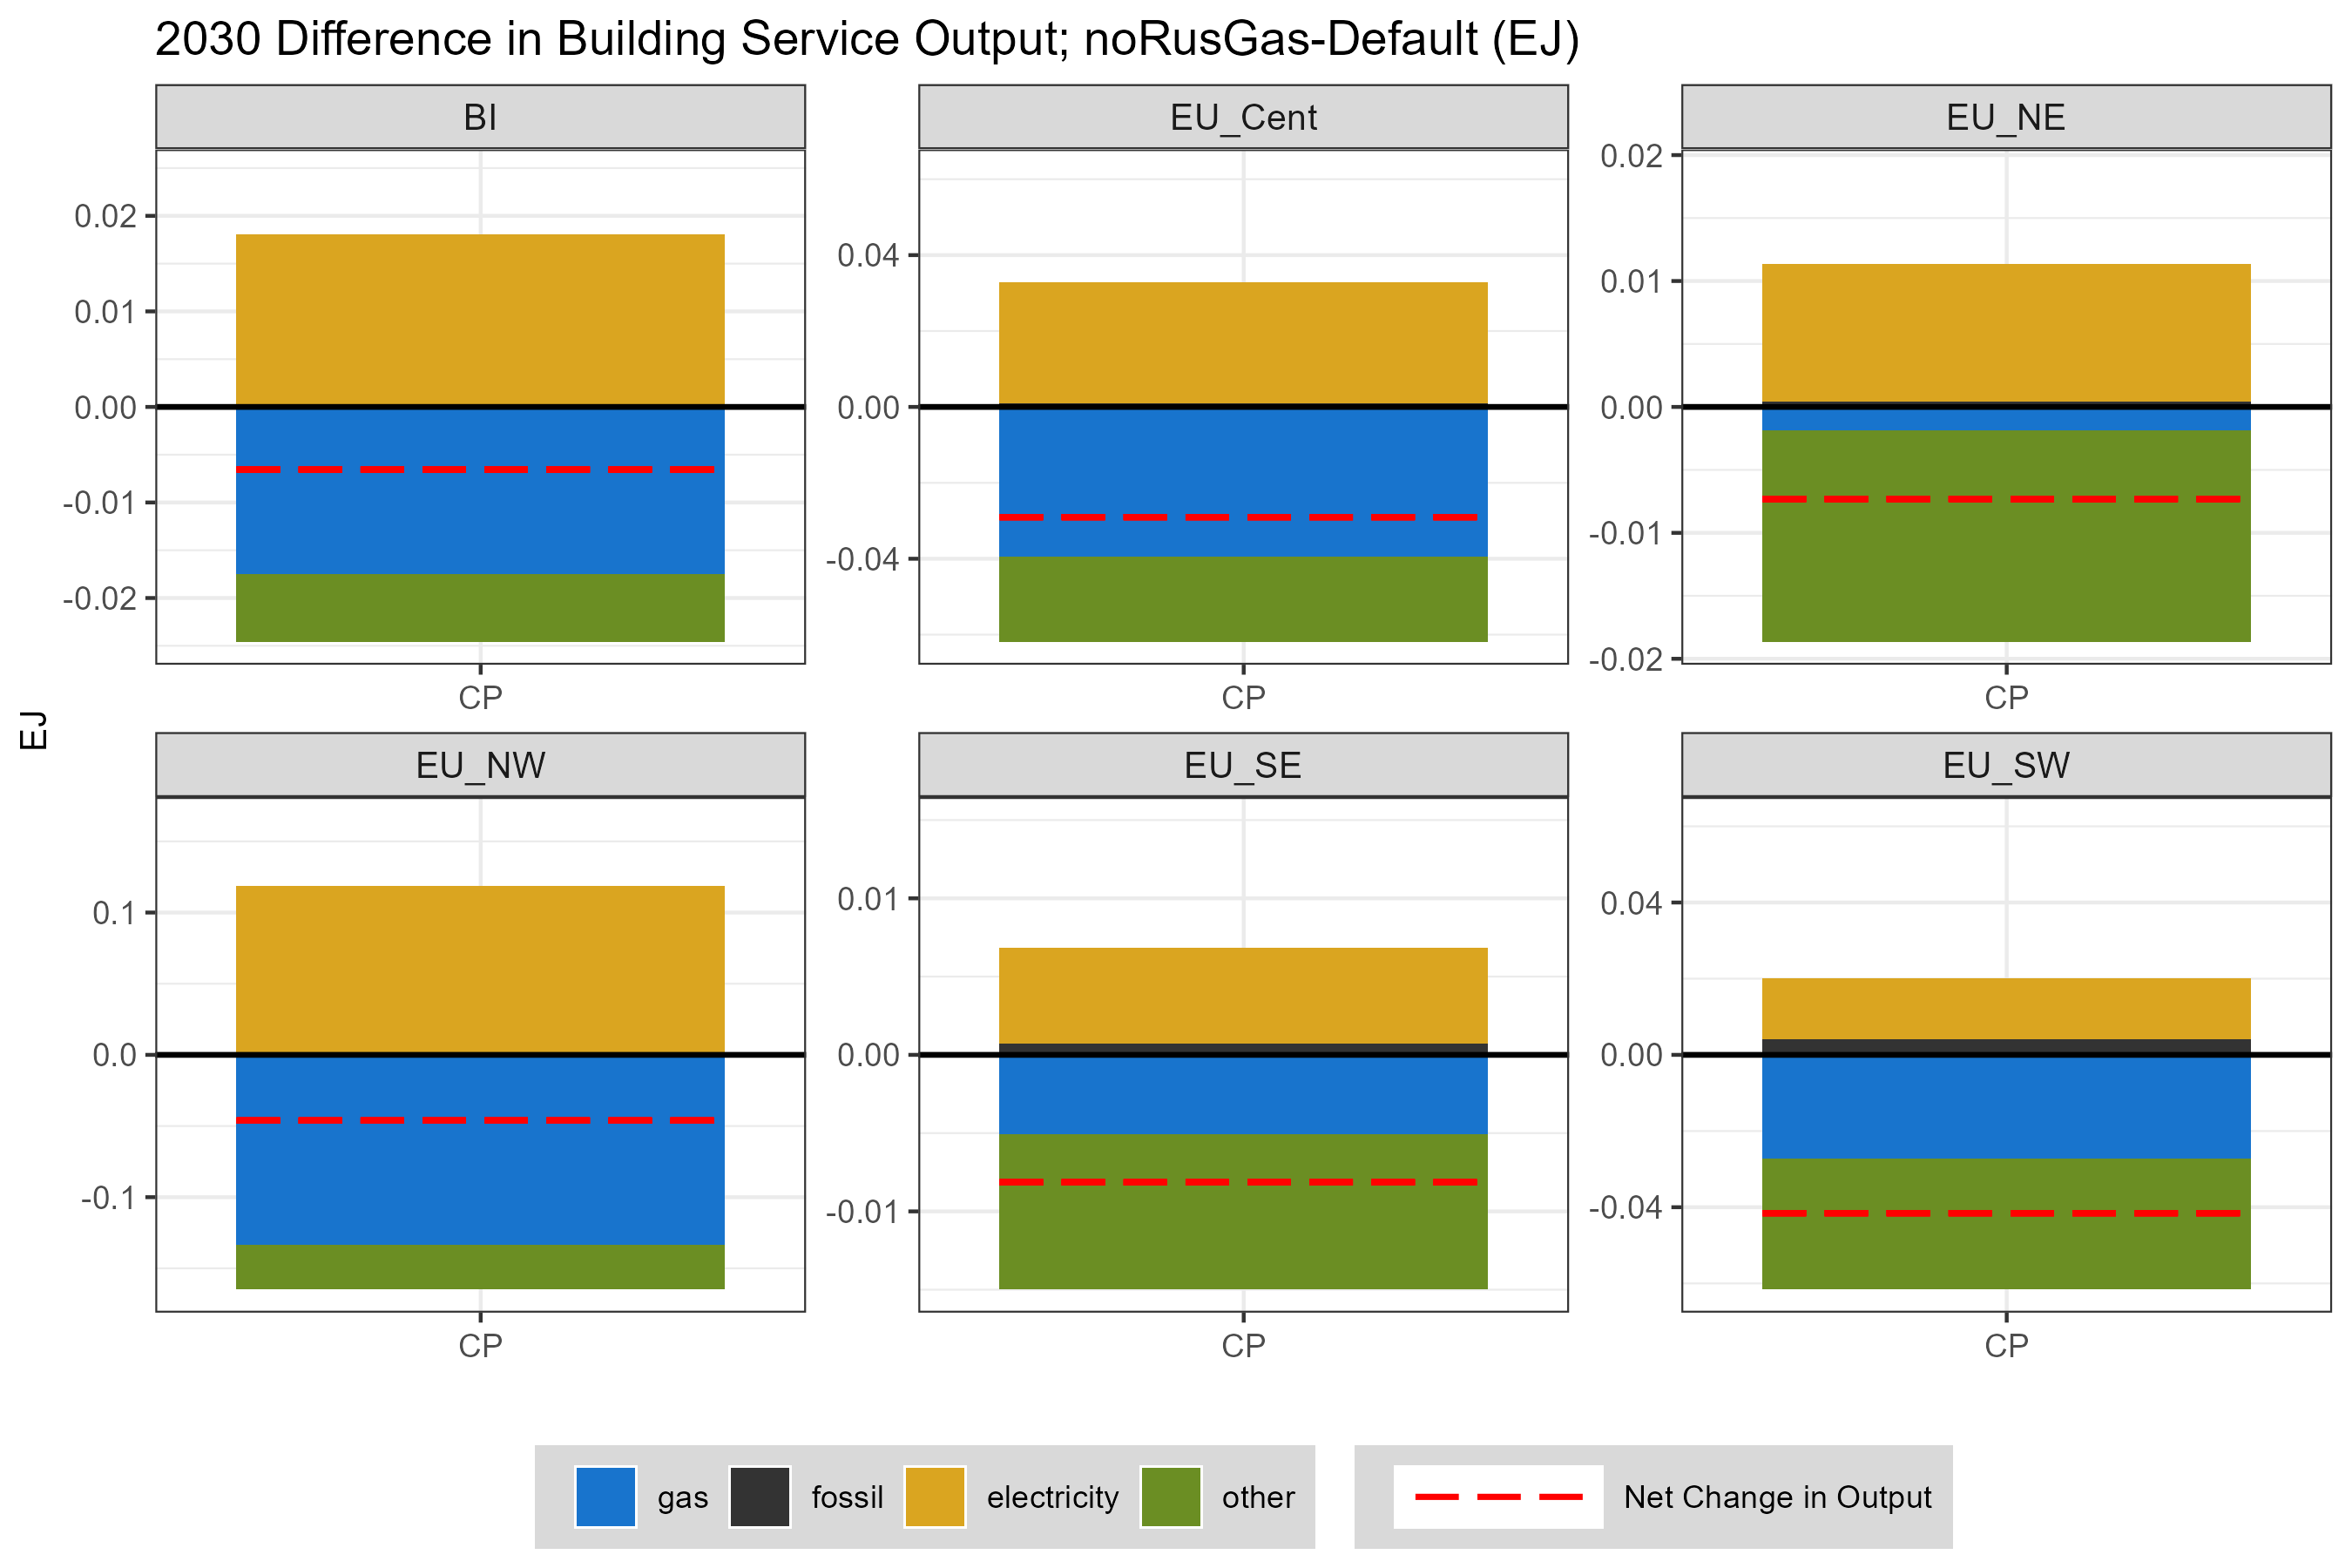 2030 Difference in Building Service Output; noRusGas-Default (EJ)
BI
EU_Cent
EU_NE
0.02
0.01
0.00
-0.01
-0.02
0.04
0.00
-0.04
0.02
0.01
0.00
-0.01
-0.02
CP
CP
CP
EJ
EU_NW
EU_SE
EU_SW
0.1
0.0
-0.1
0.01
0.00
-0.01
0.04
0.00
-0.04
CP
CP
CP
gas
fossil
electricity
other
Net Change in Output